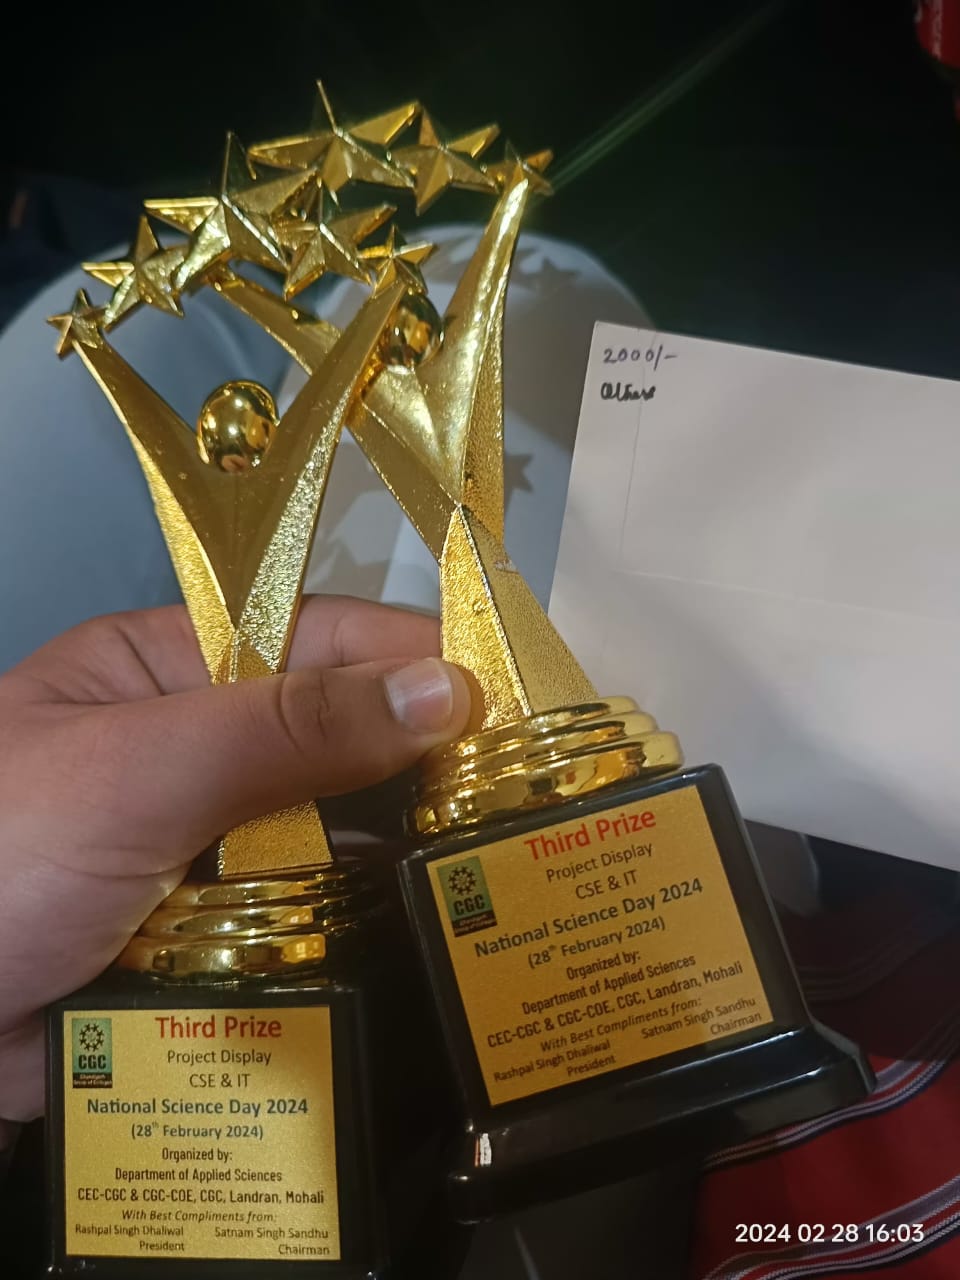 2000/-
Third Prize
Project Display
CSE & IT
National Science Day 2024
(28th February 2024)
Organized by:
Department of Applied Sciences
CEC-CGC & CGC-COE, CGC, Landran, Mohali
With Best Compliments from:
Rashpal Singh Dhaliwal Satnam Singh Sandhu
President Chairman
CGC
Chandigarh
Group of Colleges
Third Prize
Project Display
CSE & IT
National Science Day 2024
(28th February 2024)
Organized by:
Department of Applied Sciences
CEC-CGC & CGC-COE, CGC, Landran, Mohali
With Best Compliments from:
Rashpal Singh Dhaliwal Satnam Singh Sandhu
President Chairman
CGC
2024 02 28 16:03